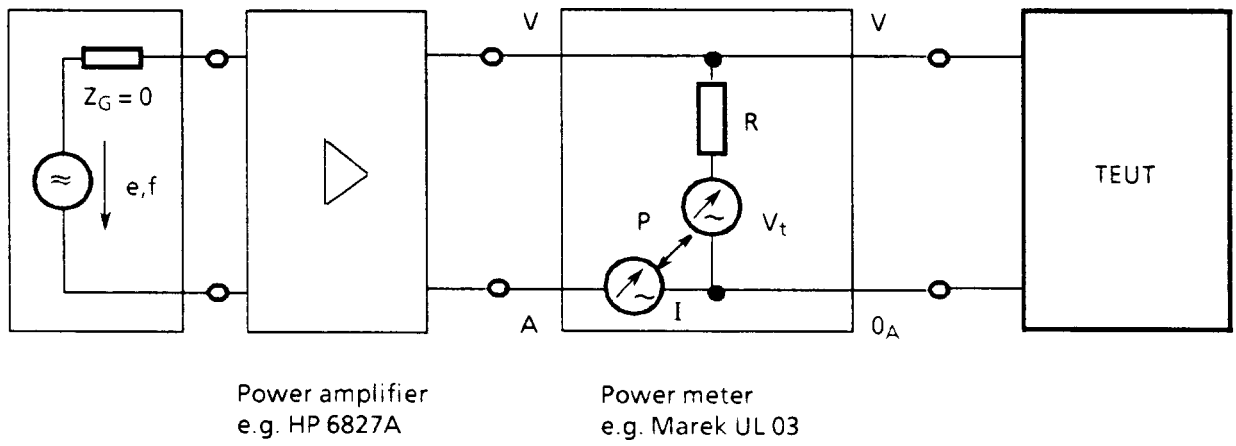 V
V
Z_G = 0
R
≈
e,f
TEUT
P
V_t
~
~
I
A
0_A
Power amplifier
e.g. HP 6827A
Power meter
e.g. Marek UL 03